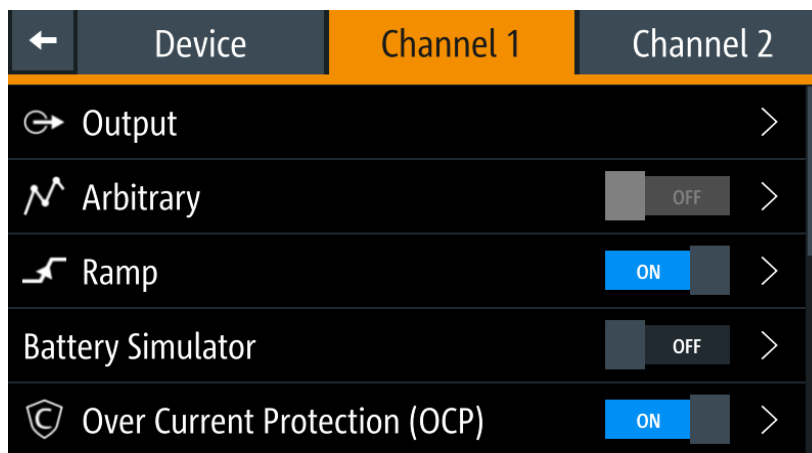 Device Channel 1 Channel 2
Output
Arbitrary OFF
Ramp ON
Battery Simulator OFF
Over Current Protection (OCP) ON